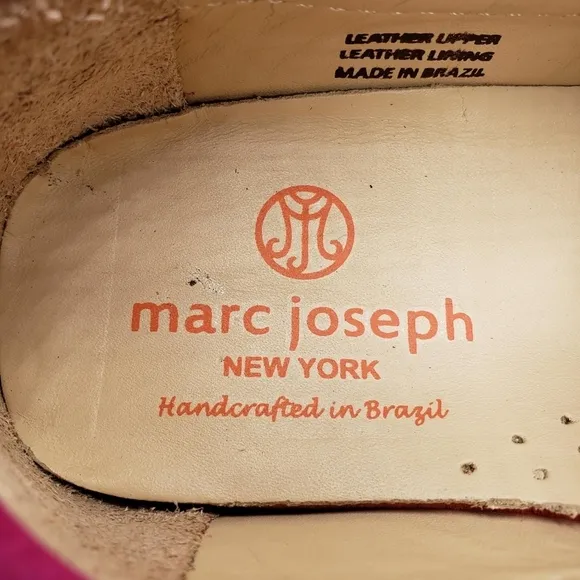 LEATHER UPPER
LEATHER LINING
MADE IN BRAZIL
marc joseph
NEW YORK
Handcrafted in Brazil